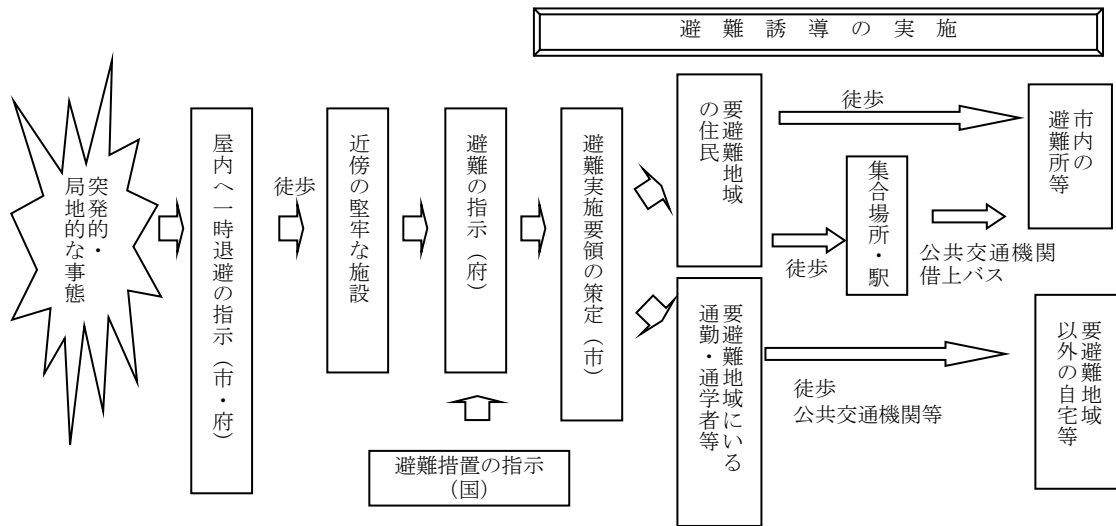 避難誘導の実施
突発的・
局地的な事態
屋内へ一時退避の指示（市・府）
徒歩
近傍の堅牢な施設
避難の指示（府）
避難措置の指示
（国）
避難実施要領の策定（市）
要避難地域
の住民
徒歩
市内の
避難所等
徒歩
集合場所・駅
公共交通機関
借上バス
要避難地域にいる
通勤・通学者等
徒歩
公共交通機関等
要避難地域
以外の自宅等